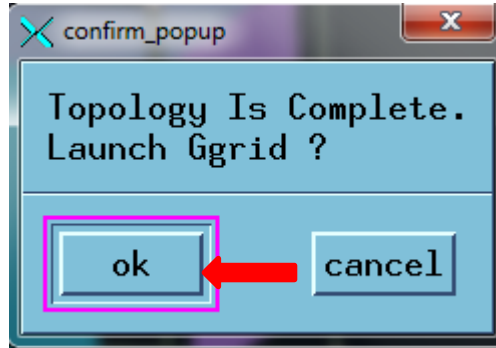 confirm_popup
Topology Is Complete.
Launch Ggrid ?
ok
cancel